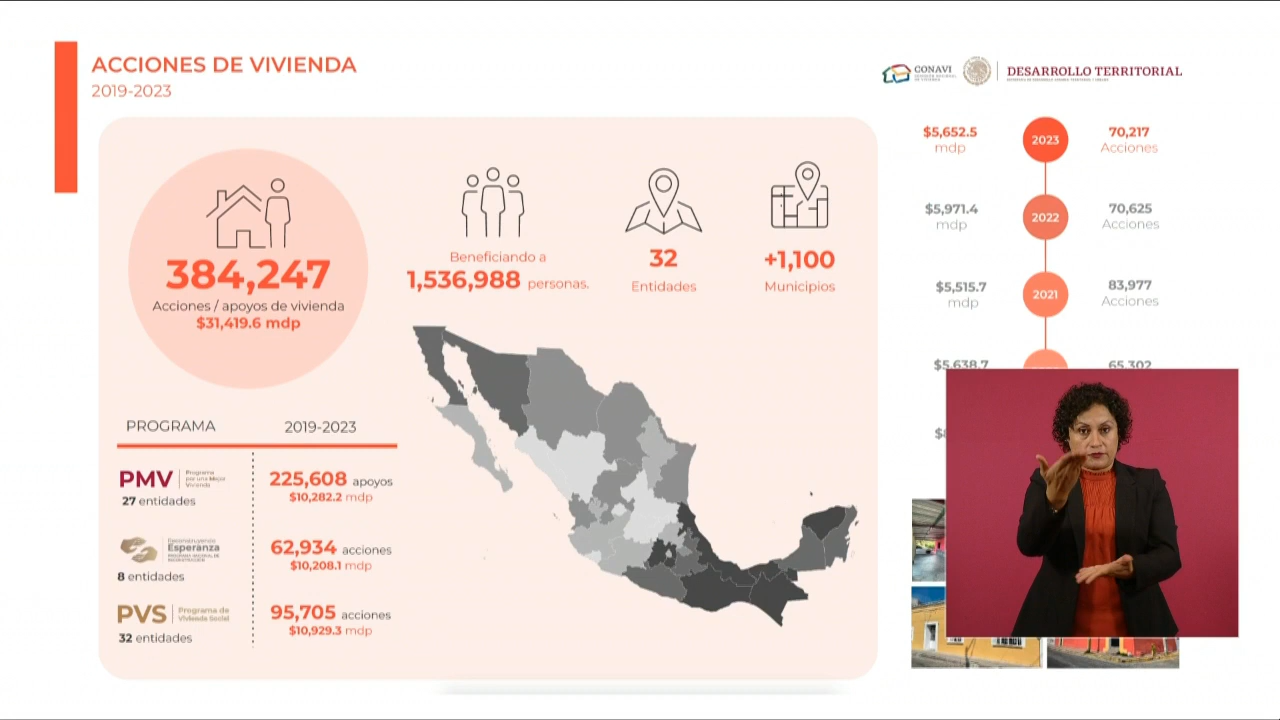 ACCIONES DE VIVIENDA
2019-2023
CONAVI
DESARROLLO TERRITORIAL
384,247
Acciones / apoyos de vivienda
$31,419.6 mdp
Beneficiando a
1,536,988 personas.
32
Entidades
+1,100
Municipios
$5,652.5
mdp
2023
70,217
Acciones
$5,971.4
mdp
2022
70,625
Acciones
$5,515.7
mdp
2021
83,977
Acciones
$5,638.7
65,302
PROGRAMA
2019-2023
PMV
Programa
por una Mejor
Vivienda
27 entidades
225,608 apoyos
$10,282.2 mdp
Reconstruyendo
Esperanza
8 entidades
62,934 acciones
$10,208.1 mdp
PVS
Programa de
Vivienda Social
32 entidades
95,705 acciones
$10,929.3 mdp